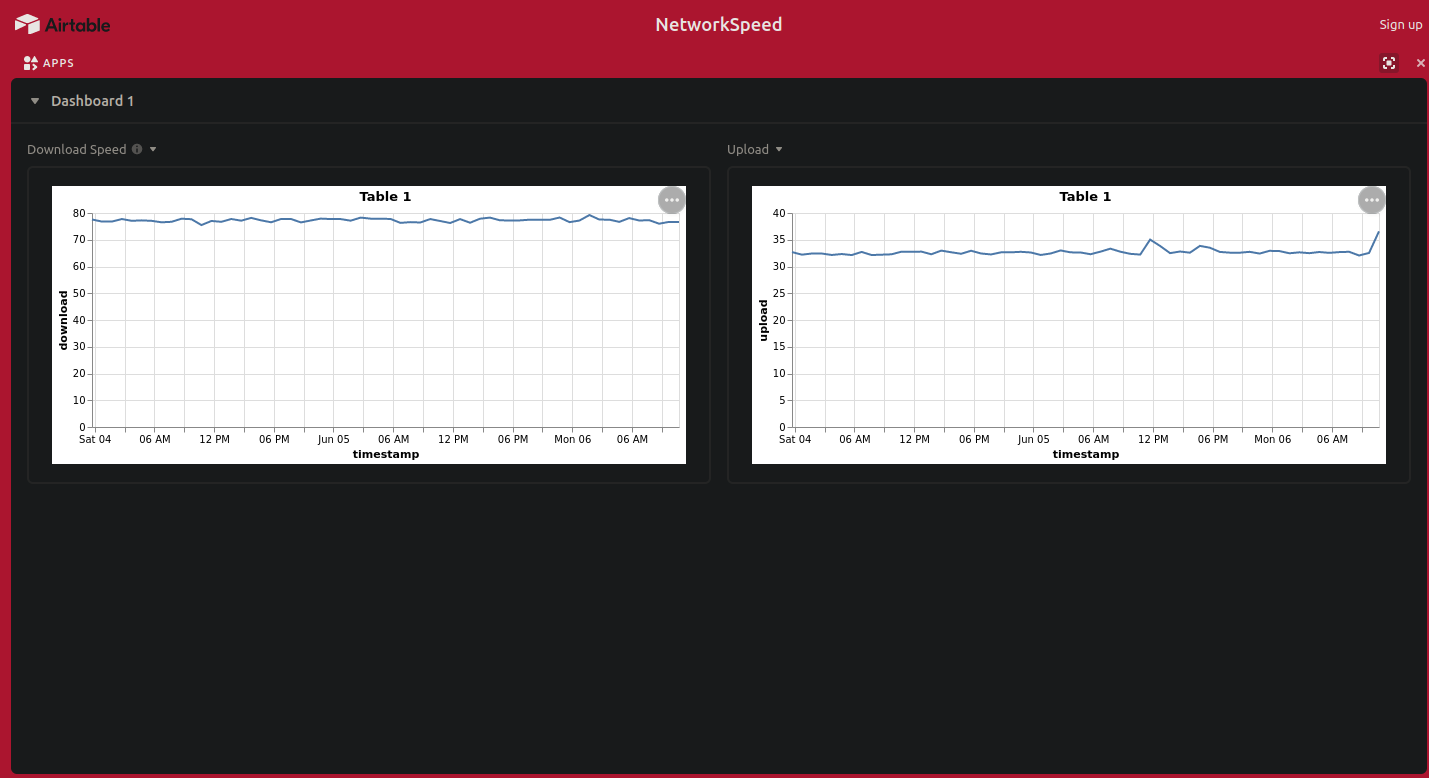 Airtable
NetworkSpeed
Sign up
APPS
Dashboard 1
Download Speed
Table 1
80
70
60
50
40
30
20
10
0
download
Sat 04 06 AM 12 PM 06 PM Jun 05 06 AM 12 PM 06 PM Mon 06 06 AM
timestamp
Upload
Table 1
40
35
30
25
20
15
10
5
0
upload
Sat 04 06 AM 12 PM 06 PM Jun 05 06 AM 12 PM 06 PM Mon 06 06 AM
timestamp